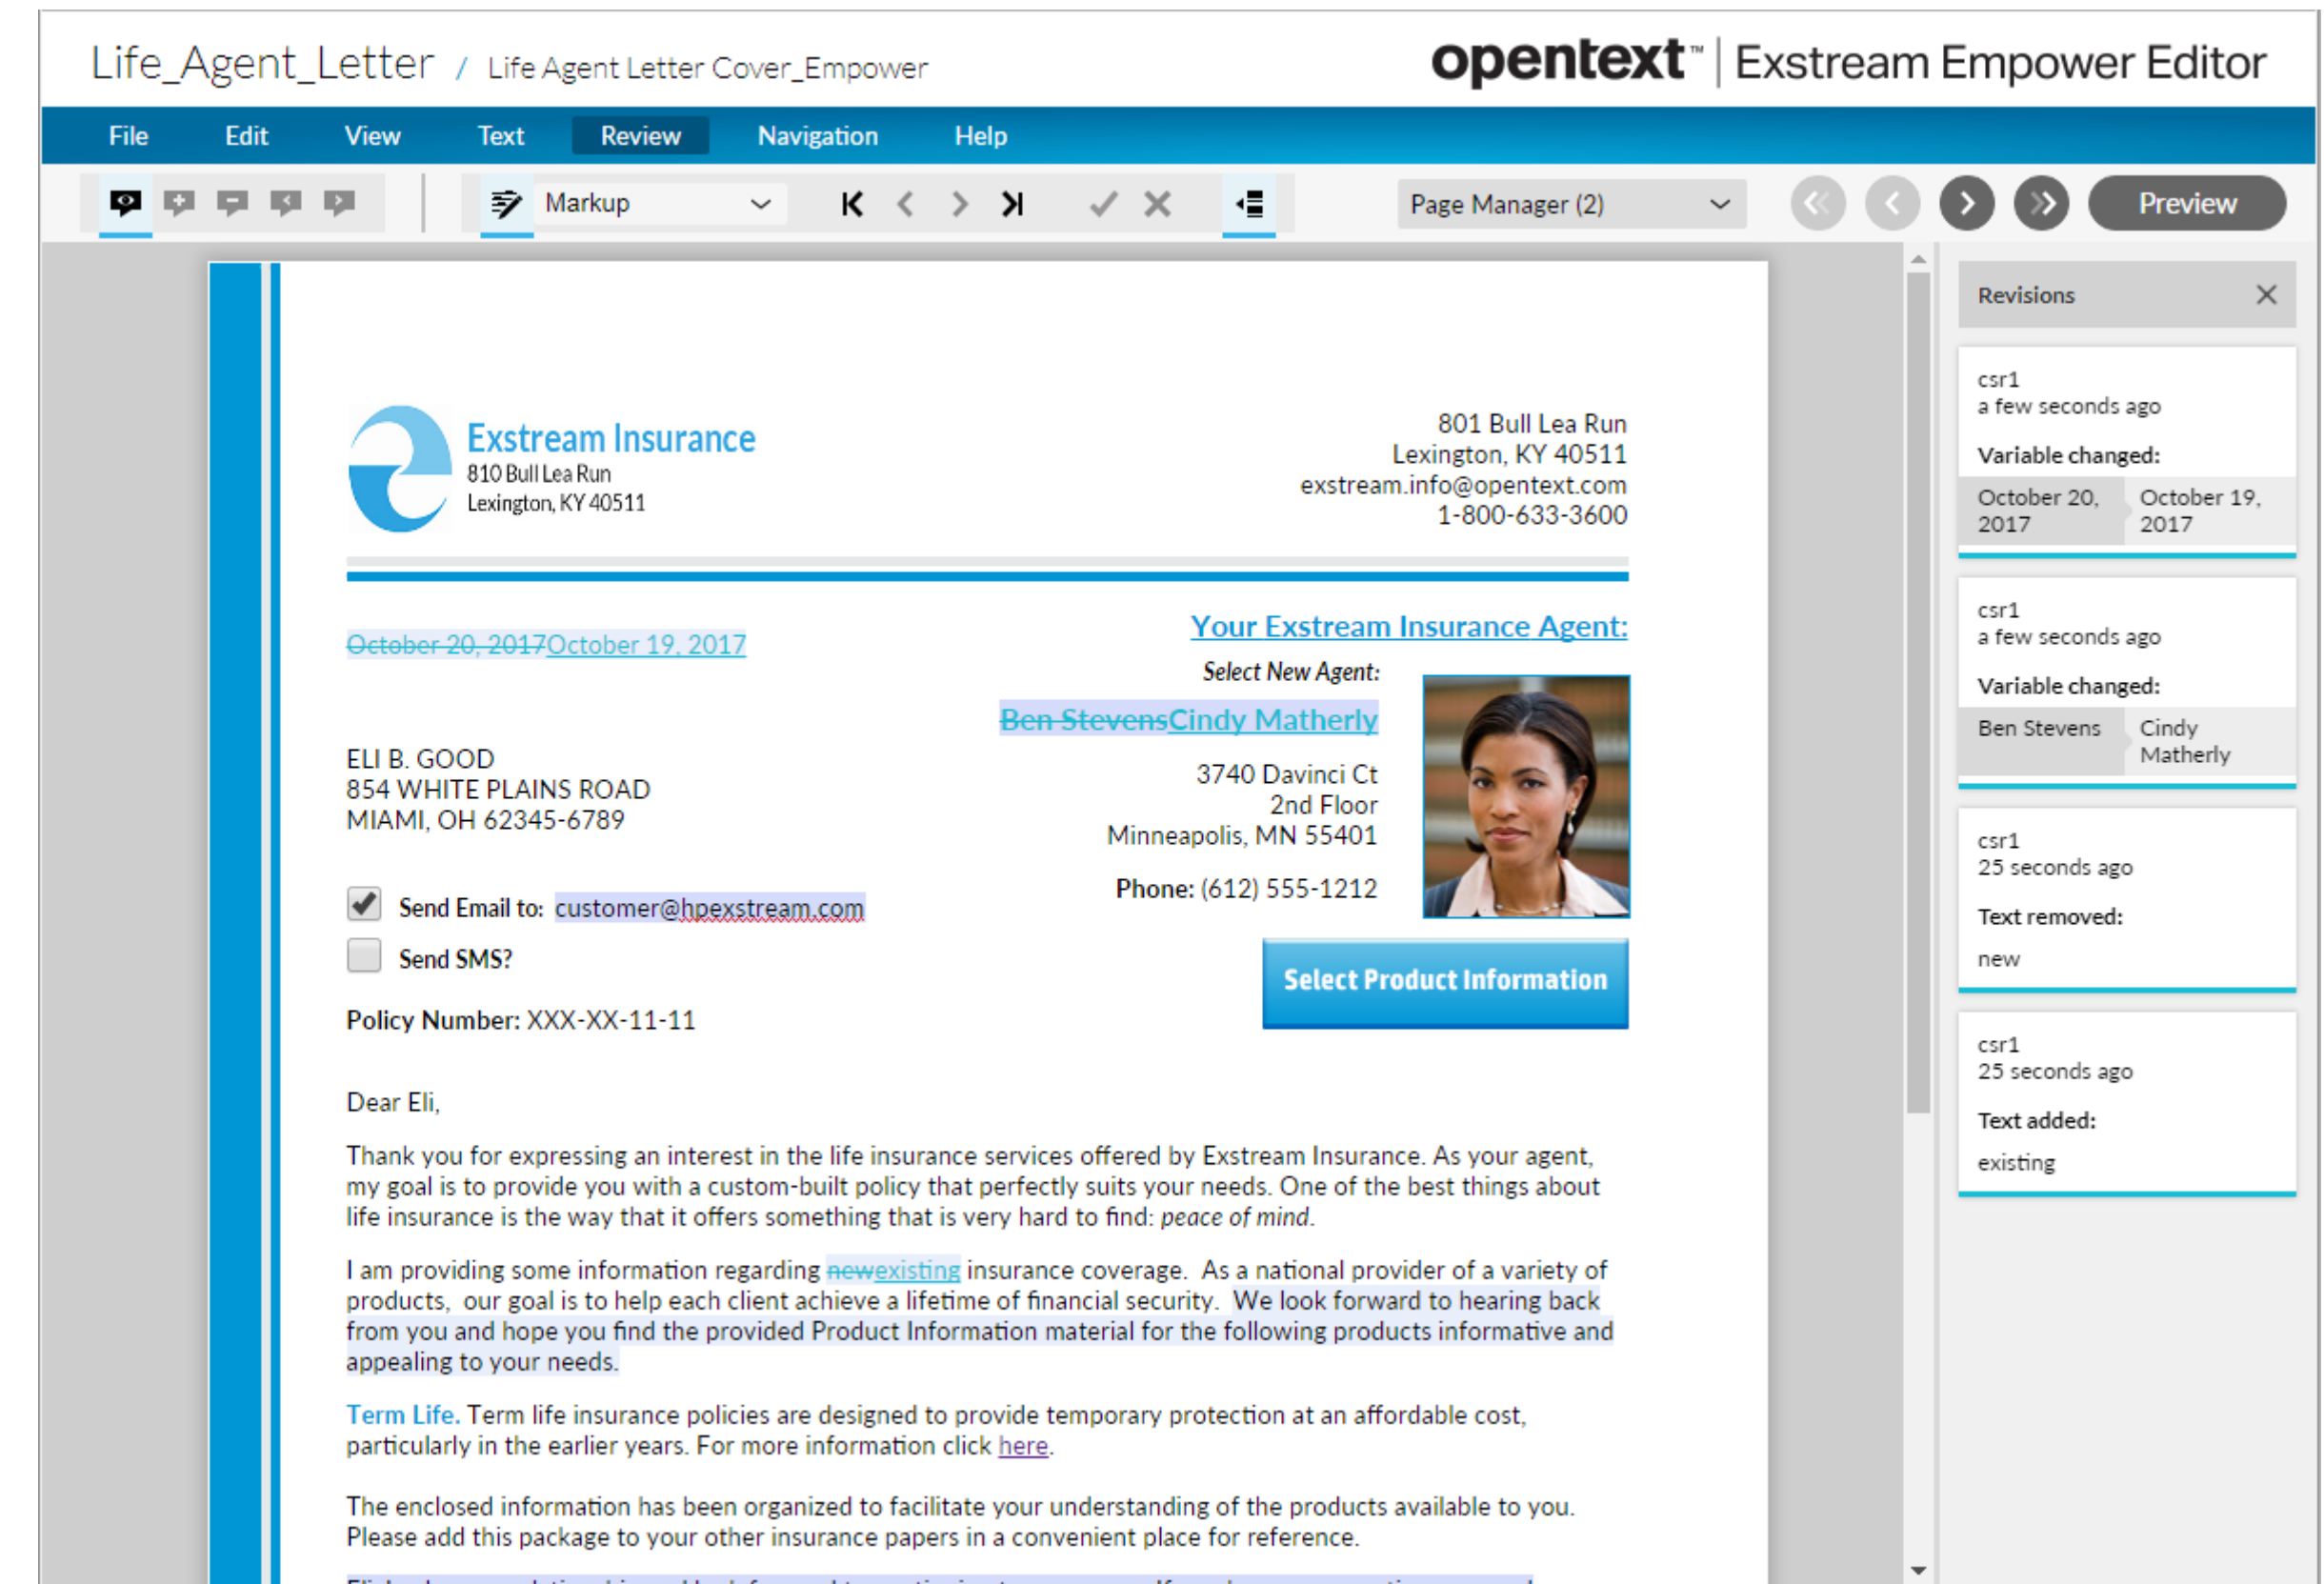 Life_Agent_Letter / Life Agent Letter Cover_Empower
opentext™ | Exstream Empower Editor
File Edit View Text Review Navigation Help
Markup
Page Manager (2)
Preview
Exstream Insurance
810 Bull Lea Run
Lexington, KY 40511
801 Bull Lea Run
Lexington, KY 40511
exstream.info@opentext.com
1-800-633-3600
October 20, 2017October 19, 2017
Your Exstream Insurance Agent:
Select New Agent:
Ben StevensCindy Matherly
3740 Davinci Ct
2nd Floor
Minneapolis, MN 55401
Phone: (612) 555-1212
ELI B. GOOD
854 WHITE PLAINS ROAD
MIAMI, OH 62345-6789
Send Email to: customer@hpexstream.com
Send SMS?
Select Product Information
Policy Number: XXX-XX-11-11
Dear Eli,
Thank you for expressing an interest in the life insurance services offered by Exstream Insurance. As your agent,
my goal is to provide you with a custom-built policy that perfectly suits your needs. One of the best things about
life insurance is the way that it offers something that is very hard to find: peace of mind.
I am providing some information regarding newexisting insurance coverage. As a national provider of a variety of
products, our goal is to help each client achieve a lifetime of financial security. We look forward to hearing back
from you and hope you find the provided Product Information material for the following products informative and
appealing to your needs.
Term Life. Term life insurance policies are designed to provide temporary protection at an affordable cost,
particularly in the earlier years. For more information click here.
The enclosed information has been organized to facilitate your understanding of the products available to you.
Please add this package to your other insurance papers in a convenient place for reference.
Revisions
csr1
a few seconds ago
Variable changed:
October 20, 2017
October 19, 2017
csr1
a few seconds ago
Variable changed:
Ben Stevens
Cindy Matherly
csr1
25 seconds ago
Text removed:
new
csr1
25 seconds ago
Text added:
existing